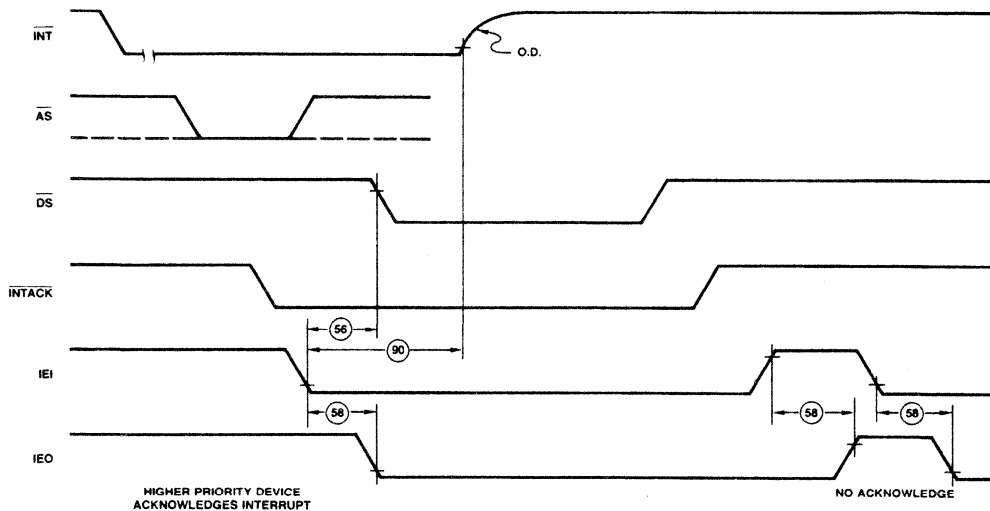 INT
O.D.
AS
DS
INTACK
56
90
IEI
58
58
58
IEO
HIGHER PRIORITY DEVICE
ACKNOWLEDGES INTERRUPT
NO ACKNOWLEDGE